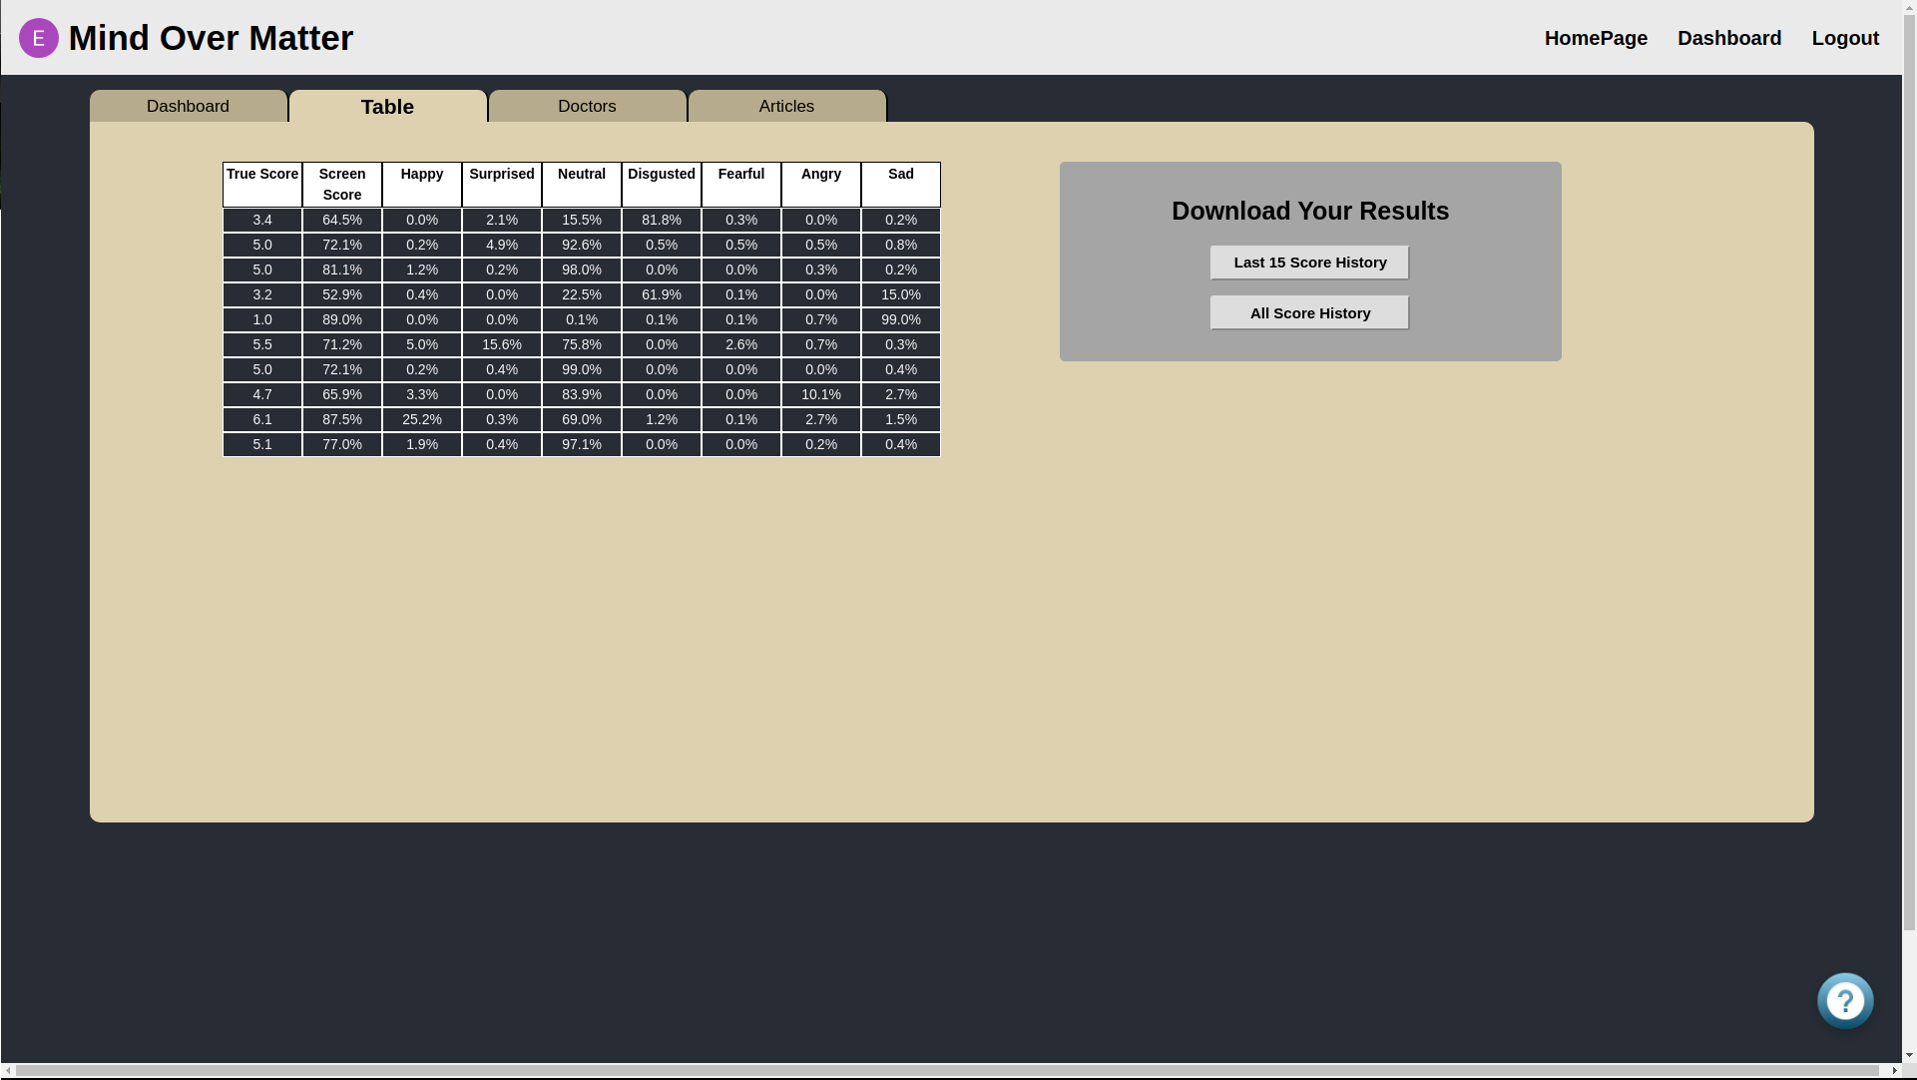 E Mind Over Matter HomePage Dashboard Logout
Dashboard Table Doctors Articles
True Score Screen Score Happy Surprised Neutral Disgusted Fearful Angry Sad
3.4 64.5% 0.0% 2.1% 15.5% 81.8% 0.3% 0.0% 0.2%
5.0 72.1% 0.2% 4.9% 92.6% 0.5% 0.5% 0.5% 0.8%
5.0 81.1% 1.2% 0.2% 98.0% 0.0% 0.0% 0.3% 0.2%
3.2 52.9% 0.4% 0.0% 22.5% 61.9% 0.1% 0.0% 15.0%
1.0 89.0% 0.0% 0.0% 0.1% 0.1% 0.1% 0.7% 99.0%
5.5 71.2% 5.0% 15.6% 75.8% 0.0% 2.6% 0.7% 0.3%
5.0 72.1% 0.2% 0.4% 99.0% 0.0% 0.0% 0.0% 0.4%
4.7 65.9% 3.3% 0.0% 83.9% 0.0% 0.0% 10.1% 2.7%
6.1 87.5% 25.2% 0.3% 69.0% 1.2% 0.1% 2.7% 1.5%
5.1 77.0% 1.9% 0.4% 97.1% 0.0% 0.0% 0.2% 0.4%
Download Your Results
Last 15 Score History
All Score History
?